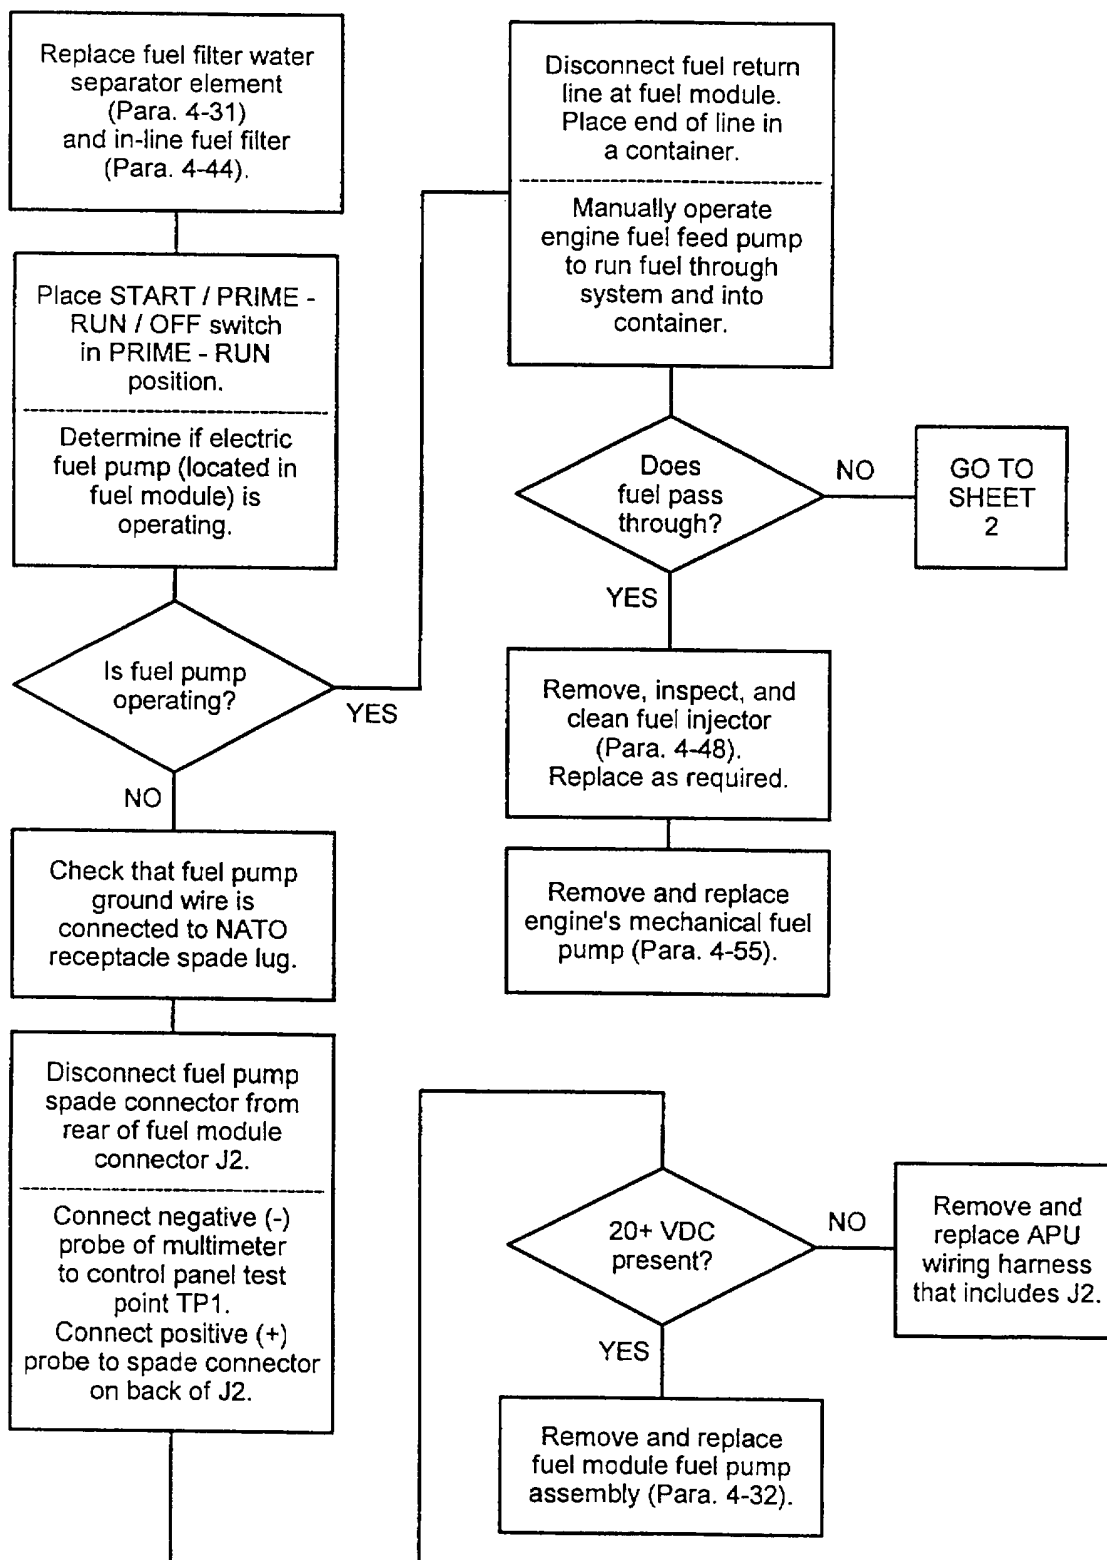 Replace fuel filter water
separator element
(Para. 4-31)
and in-line fuel filter
(Para. 4-44).
Place START / PRIME -
RUN / OFF switch
in PRIME - RUN
position.
Determine if electric
fuel pump (located in
fuel module) is
operating.
Is fuel pump
operating?
YES
NO
Check that fuel pump
ground wire is
connected to NATO
receptacle spade lug.
Disconnect fuel pump
spade connector from
rear of fuel module
connector J2.
Connect negative (-)
probe of multimeter
to control panel test
point TP1.
Connect positive (+)
probe to spade connector
on back of J2.
Disconnect fuel return
line at fuel module.
Place end of line in
a container.
Manually operate
engine fuel feed pump
to run fuel through
system and into
container.
Does
fuel pass
through?
NO
GO TO
SHEET
2
YES
Remove, inspect, and
clean fuel injector
(Para. 4-48).
Replace as required.
Remove and replace
engine's mechanical fuel
pump (Para. 4-55).
20+ VDC
present?
NO
Remove and
replace APU
wiring harness
that includes J2.
YES
Remove and replace
fuel module fuel pump
assembly (Para. 4-32).